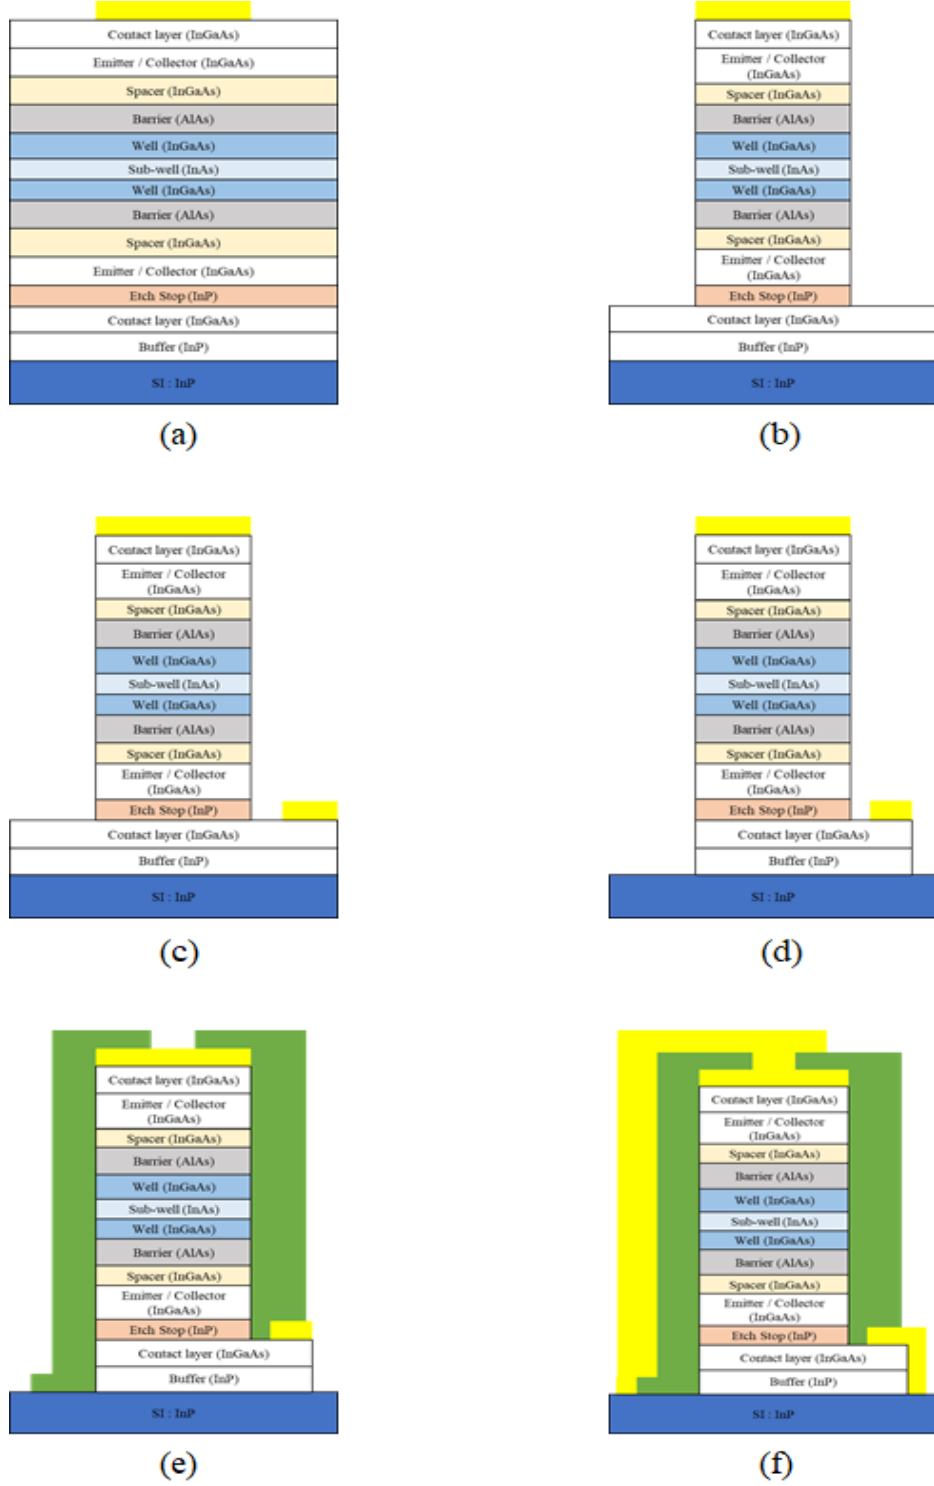 Contact layer (InGaAs)
Emitter / Collector (InGaAs)
Spacer (InGaAs)
Barrier (AlAs)
Well (InGaAs)
Sub-well (InAs)
Well (InGaAs)
Barrier (AlAs)
Spacer (InGaAs)
Emitter / Collector (InGaAs)
Etch Stop (InP)
Contact layer (InGaAs)
Buffer (InP)
SI : InP
(a)
Contact layer (InGaAs)
Emitter / Collector
(InGaAs)
Spacer (InGaAs)
Barrier (AlAs)
Well (InGaAs)
Sub-well (InAs)
Well (InGaAs)
Barrier (AlAs)
Spacer (InGaAs)
Emitter / Collector
(InGaAs)
Etch Stop (InP)
Contact layer (InGaAs)
Buffer (InP)
SI : InP
(b)
Contact layer (InGaAs)
Emitter / Collector
(InGaAs)
Spacer (InGaAs)
Barrier (AlAs)
Well (InGaAs)
Sub-well (InAs)
Well (InGaAs)
Barrier (AlAs)
Spacer (InGaAs)
Emitter / Collector
(InGaAs)
Etch Stop (InP)
Contact layer (InGaAs)
Buffer (InP)
SI : InP
(c)
Contact layer (InGaAs)
Emitter / Collector
(InGaAs)
Spacer (InGaAs)
Barrier (AlAs)
Well (InGaAs)
Sub-well (InAs)
Well (InGaAs)
Barrier (AlAs)
Spacer (InGaAs)
Emitter / Collector
(InGaAs)
Etch Stop (InP)
Contact layer (InGaAs)
Buffer (InP)
SI : InP
(d)
Contact layer (InGaAs)
Emitter / Collector
(InGaAs)
Spacer (InGaAs)
Barrier (AlAs)
Well (InGaAs)
Sub-well (InAs)
Well (InGaAs)
Barrier (AlAs)
Spacer (InGaAs)
Emitter / Collector
(InGaAs)
Etch Stop (InP)
Contact layer (InGaAs)
Buffer (InP)
SI : InP
(e)
Contact layer (InGaAs)
Emitter / Collector
(InGaAs)
Spacer (InGaAs)
Barrier (AlAs)
Well (InGaAs)
Sub-well (InAs)
Well (InGaAs)
Barrier (AlAs)
Spacer (InGaAs)
Emitter / Collector
(InGaAs)
Etch Stop (InP)
Contact layer (InGaAs)
Buffer (InP)
SI : InP
(f)